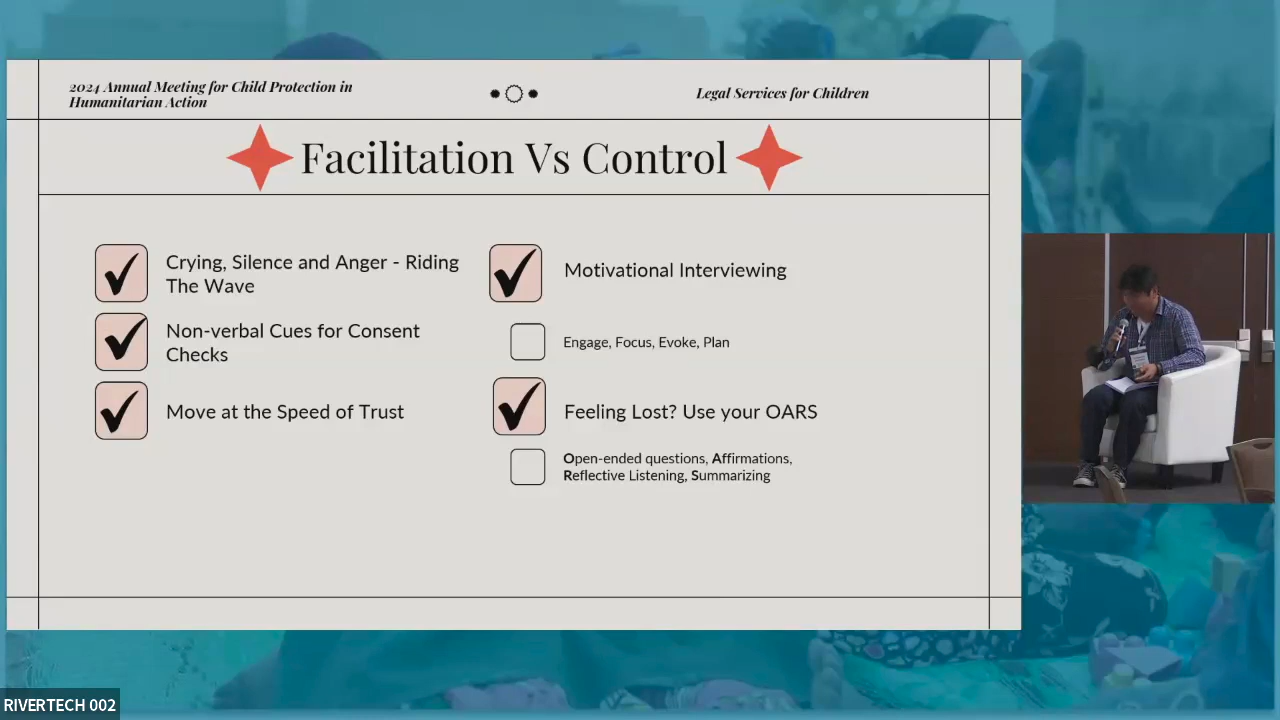 2024 Annual Meeting for Child Protection in
Humanitarian Action
Legal Services for Children
Facilitation Vs Control
Crying, Silence and Anger - Riding
The Wave
Non-verbal Cues for Consent
Checks
Move at the Speed of Trust
Motivational Interviewing
Engage, Focus, Evoke, Plan
Feeling Lost? Use your OARS
Open-ended questions, Affirmations,
Reflective Listening, Summarizing
RIVERTECH 002